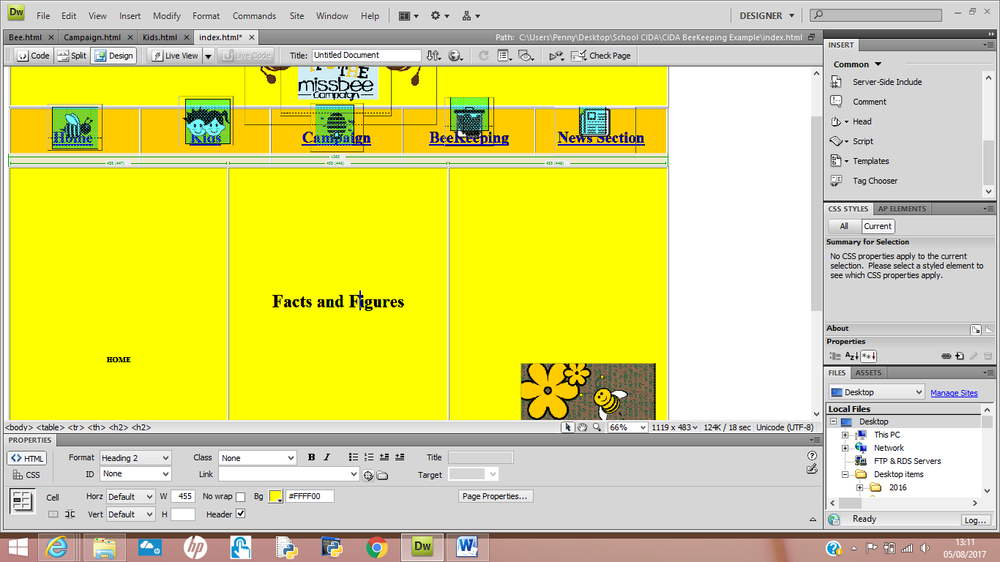 Dw File Edit View Insert Modify Format Commands Site Window Help DESIGNER
Bee.html Campaign.html Kids.html index.html* Path: C:\Users\Penny\Desktop\School CIDA\CiDA BeeKeeping Example\index.html
Code Split Design Live View Live Code Title: Untitled Document Check Page
THE
missbee
Campaign
Home Kids Campaign BeeKeeping News Section
1366
455 (447) 455 (449) 455 (448)
Facts and Figures
HOME
<body> <table> <tr> <th> <h2> <h2> 66% 1119 x 483 124K / 18 sec Unicode (UTF-8)
PROPERTIES
HTML Format Heading 2 Class None B I Title
CSS ID None Link Target
Cell Horz Default W 455 No wrap Bg #FFFF00 Page Properties...
Vert Default H Header
INSERT
Common
Server-Side Include
Comment
Head
Script
Templates
Tag Chooser
CSS STYLES AP ELEMENTS
All Current
Summary for Selection
No CSS properties apply to the current
selection. Please select a styled element to
see which CSS properties apply.
About
Properties
FILES ASSETS
Desktop Manage Sites
Local Files
Desktop
This PC
Network
FTP & RDS Servers
Desktop items
2016
Ready Log...
hp Dw W
13:11
05/08/2017